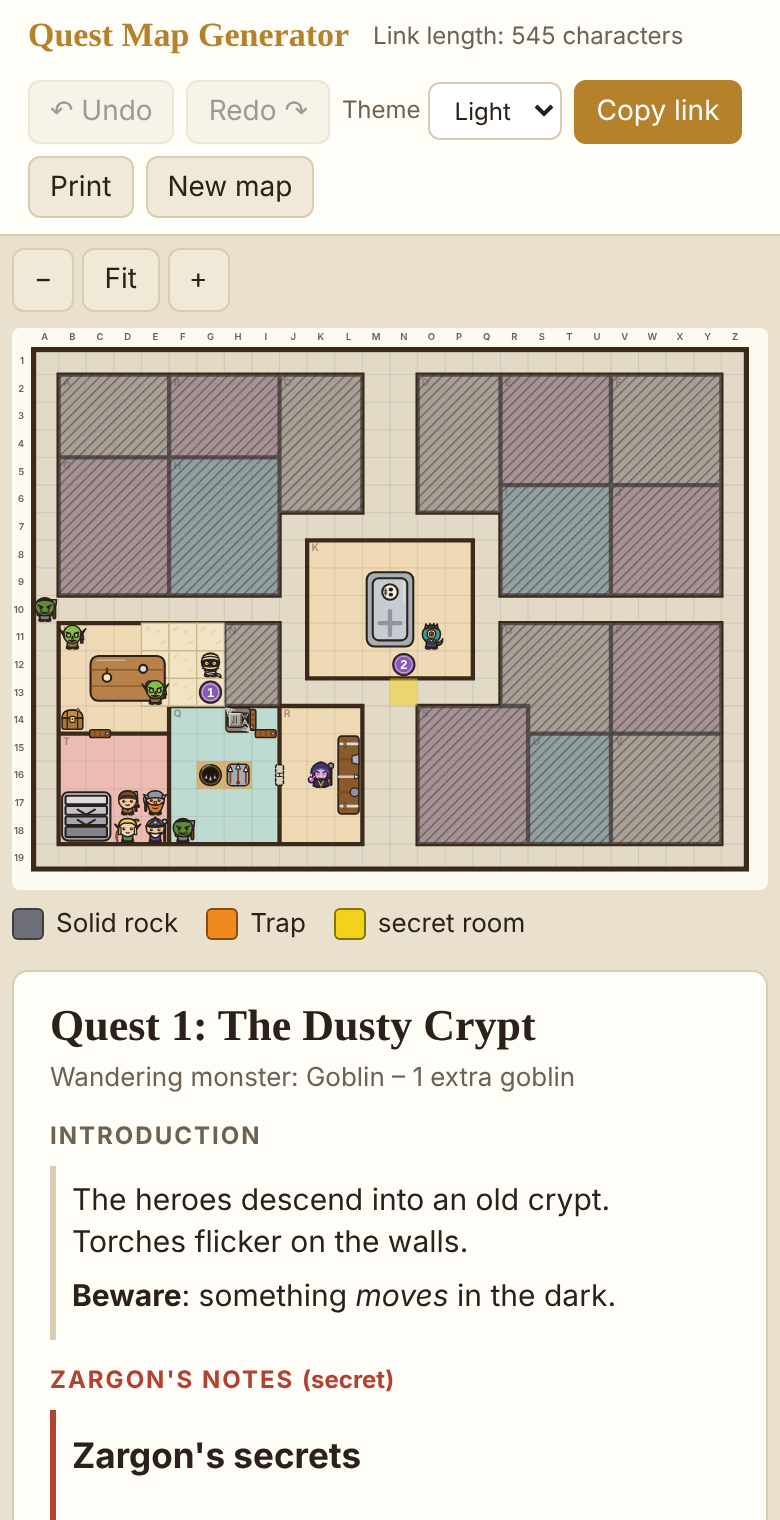 Quest Map Generator Link length: 545 characters
↶ Undo Redo ↷ Theme Light Copy link
Print New map
− Fit +
A B C D E F G H I J K L M N O P Q R S T U V W X Y Z
1
2
3
4
5
6
7
8
K
9
10
11
12
2
13
1
14
Q R
15
T
16
17
18
19
Solid rock Trap secret room
Quest 1: The Dusty Crypt
Wandering monster: Goblin – 1 extra goblin
INTRODUCTION
The heroes descend into an old crypt.
Torches flicker on the walls.
Beware: something moves in the dark.
ZARGON'S NOTES (secret)
Zargon's secrets